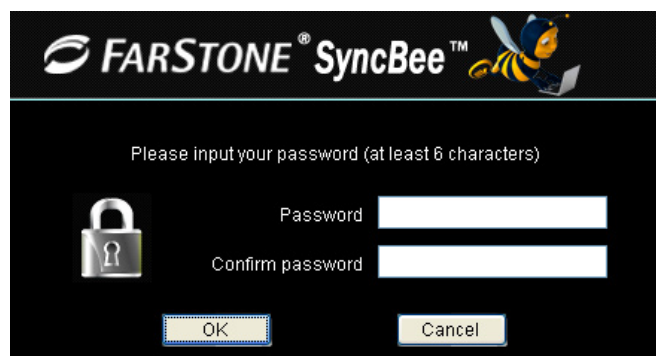 FARSTONE® SyncBee™
Please input your password (at least 6 characters)
Password
Confirm password
OK Cancel